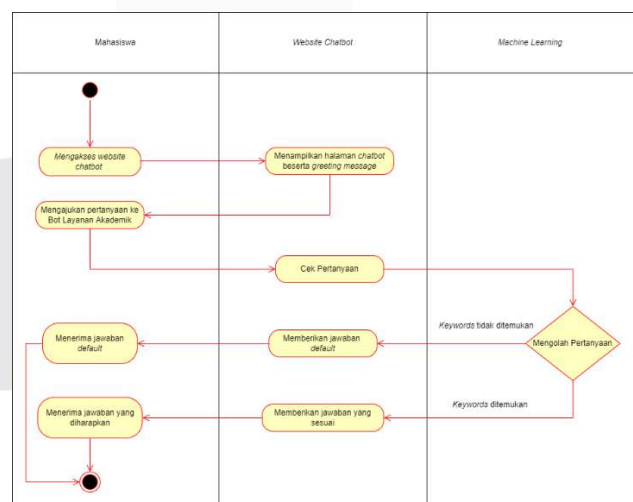 Mahasiswa
Website Chatbot
Machine Learning
Mengakses website
chatbot
Menampilkan halaman chatbot
beserta greeting message
Mengajukan pertanyaan ke
Bot Layanan Akademik
Cek Pertanyaan
Menerima jawaban
default
Memberikan jawaban
default
Keywords tidak ditemukan
Mengolah Pertanyaan
Menerima jawaban yang
diharapkan
Memberikan jawaban yang
sesuai
Keywords ditemukan